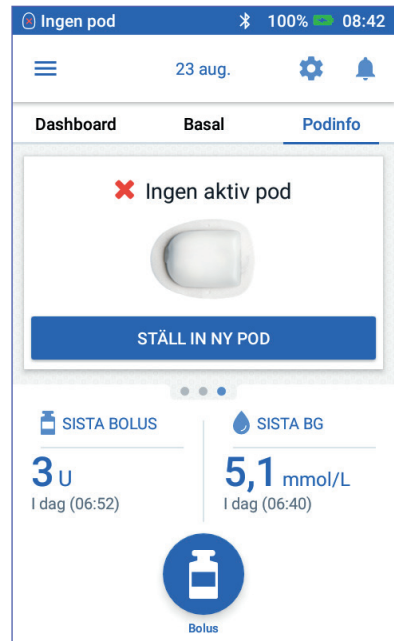 Ingen pod 100% 08:42
23 aug.
Dashboard Basal Podinfo
Ingen aktiv pod
STÄLL IN NY POD
SISTA BOLUS SISTA BG
3 U 5,1 mmol/L
I dag (06:52) I dag (06:40)
Bolus